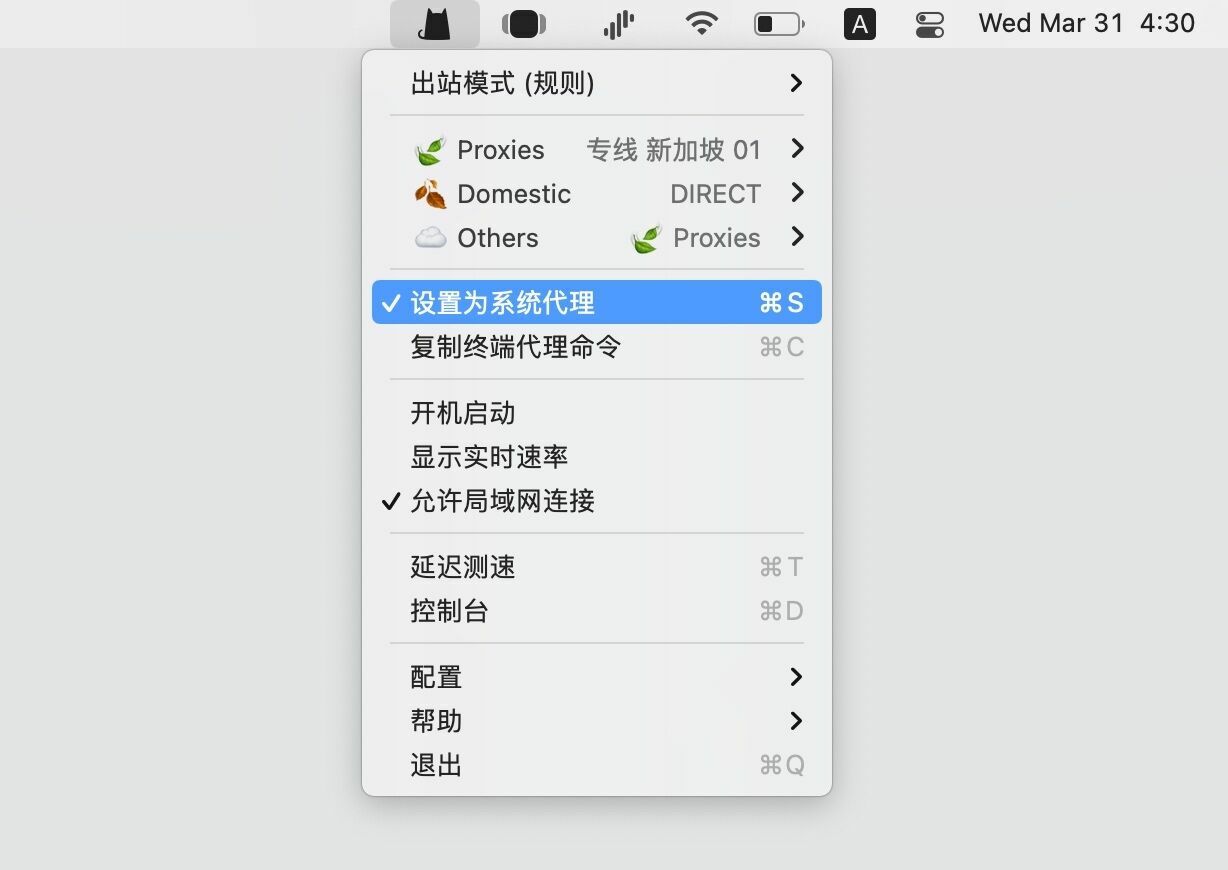 A Wed Mar 31 4:30
出站模式 (规则)
Proxies 专线 新加坡 01
Domestic DIRECT
Others Proxies
设置为系统代理 ⌘S
复制终端代理命令 ⌘C
开机启动
显示实时速率
允许局域网连接
延迟测速 ⌘T
控制台 ⌘D
配置
帮助
退出 ⌘Q